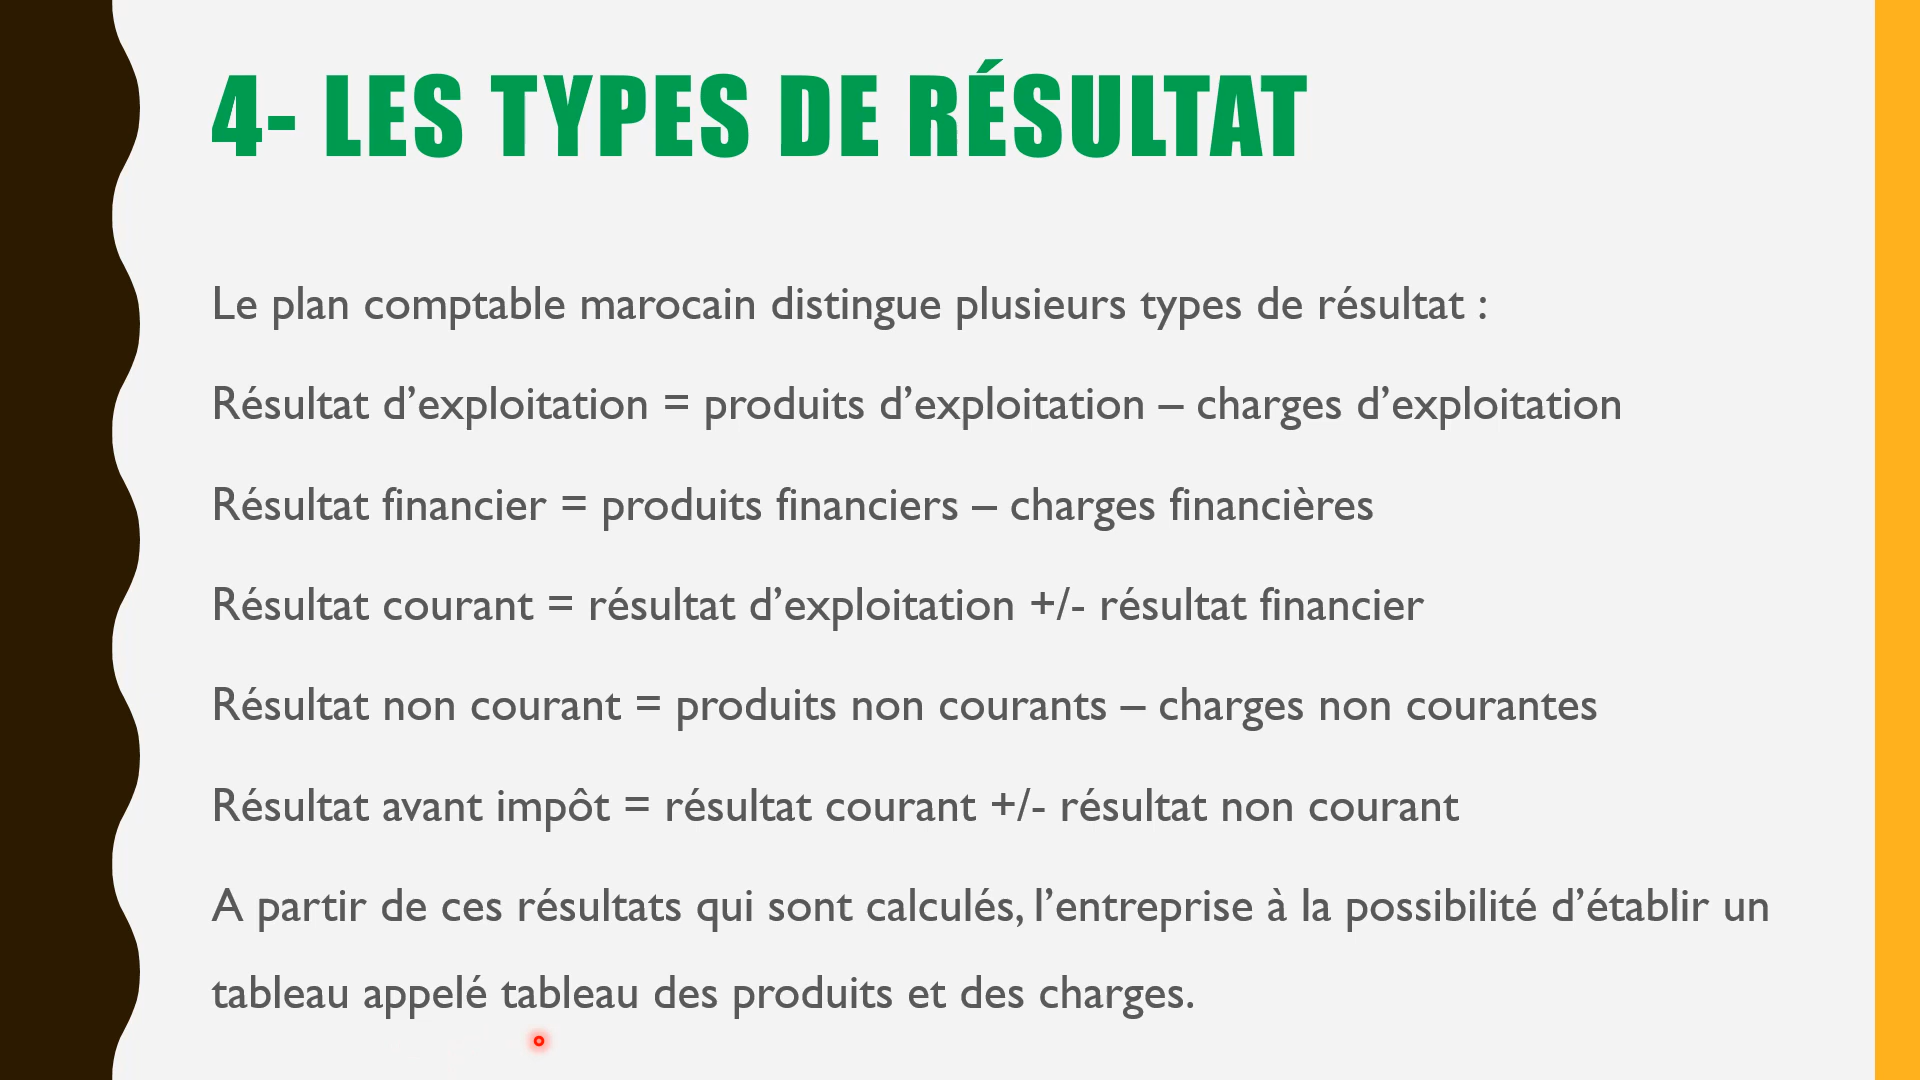 4- LES TYPES DE RÉSULTAT
Le plan comptable marocain distingue plusieurs types de résultat :
Résultat d’exploitation = produits d’exploitation – charges d’exploitation
Résultat financier = produits financiers – charges financières
Résultat courant = résultat d’exploitation +/- résultat financier
Résultat non courant = produits non courants – charges non courantes
Résultat avant impôt = résultat courant +/- résultat non courant
A partir de ces résultats qui sont calculés, l’entreprise à la possibilité d’établir un
tableau appelé tableau des produits et des charges.